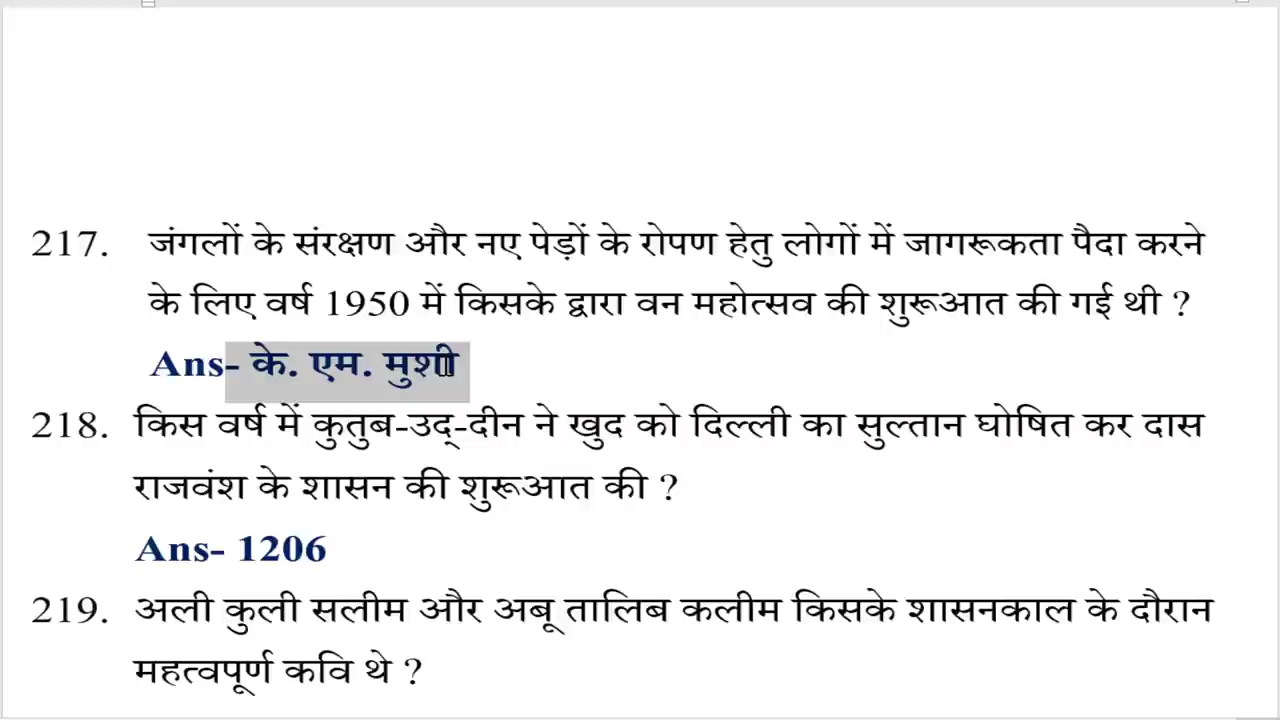 217. जंगलों के संरक्षण और नए पेड़ों के रोपण हेतु लोगों में जागरूकता पैदा करने
के लिए वर्ष 1950 में किसके द्वारा वन महोत्सव की शुरूआत की गई थी ?
Ans- के. एम. मुशी
218. किस वर्ष में कुतुब-उद्-दीन ने खुद को दिल्ली का सुल्तान घोषित कर दास
राजवंश के शासन की शुरूआत की ?
Ans- 1206
219. अली कुली सलीम और अबू तालिब कलीम किसके शासनकाल के दौरान
महत्वपूर्ण कवि थे ?